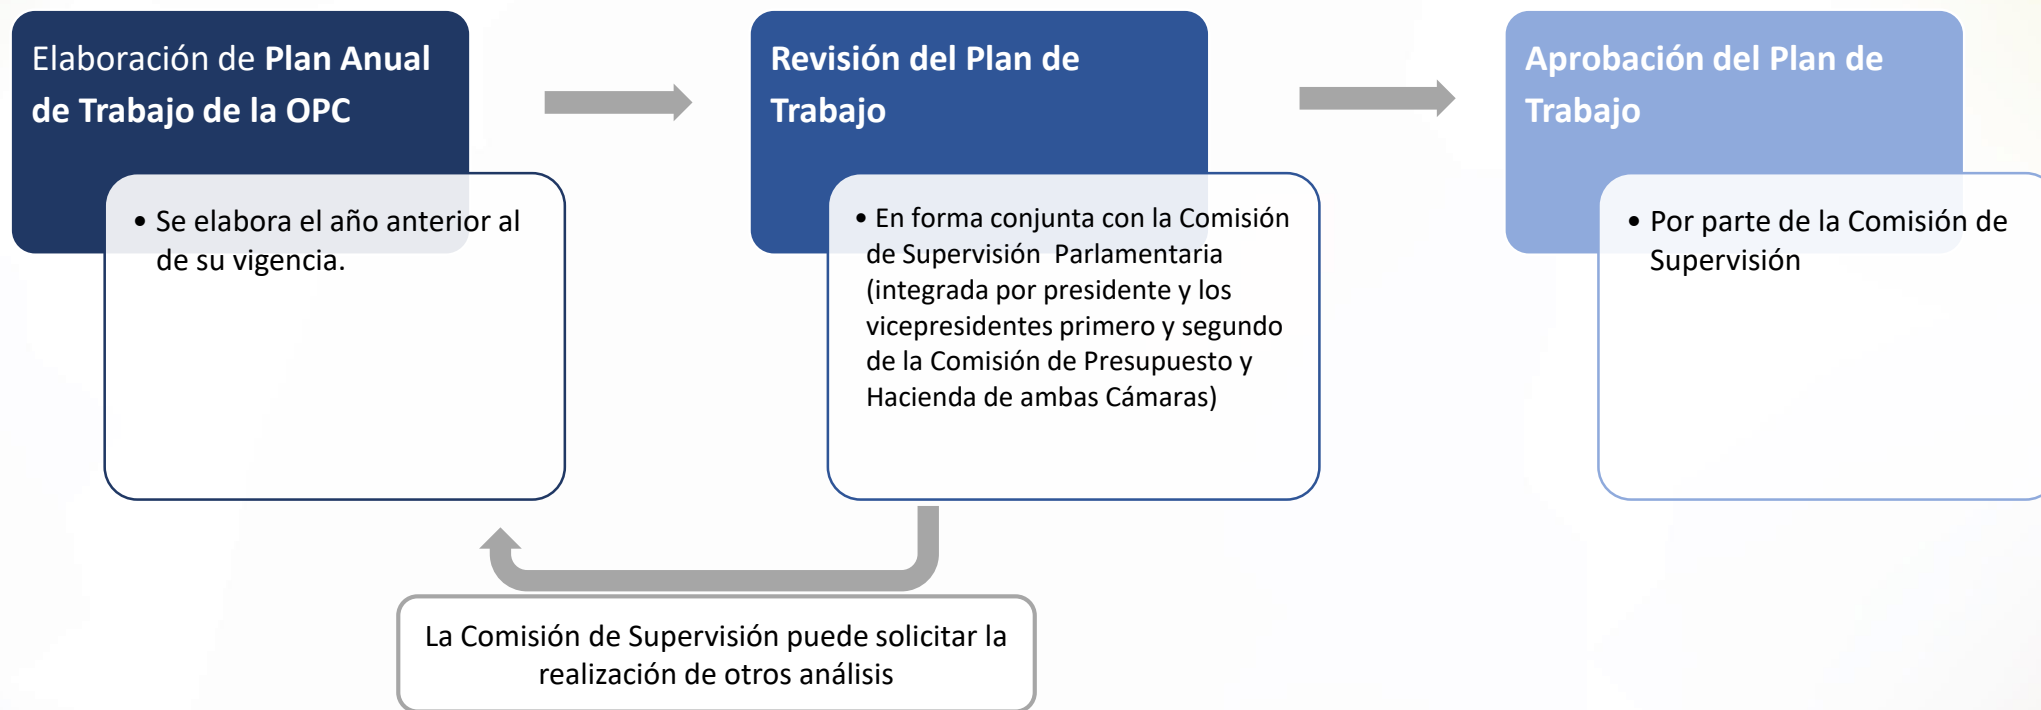 Elaboración de Plan Anual
de Trabajo de la OPC
• Se elabora el año anterior al
de su vigencia.
Revisión del Plan de
Trabajo
• En forma conjunta con la Comisión
de Supervisión  Parlamentaria
(integrada por presidente y los
vicepresidentes primero y segundo
de la Comisión de Presupuesto y
Hacienda de ambas Cámaras)
Aprobación del Plan de
Trabajo
• Por parte de la Comisión de
Supervisión
La Comisión de Supervisión puede solicitar la
realización de otros análisis